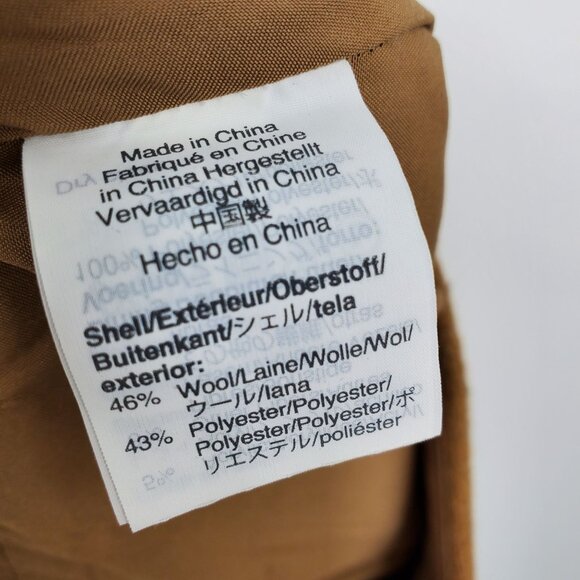 Made in China
Fabriqué en Chine
in China Hergestellt
Vervaardigd in China
中国製
Hecho en China
Shell/Extérieur/Oberstoff/
Buitenkant/シェル/tela
exterior:
46% Wool/Laine/Wolle/Wol/
ウール/lana
43% Polyester/Polyester/
Polyester/Polyester/ポ
リエステル/poliéster